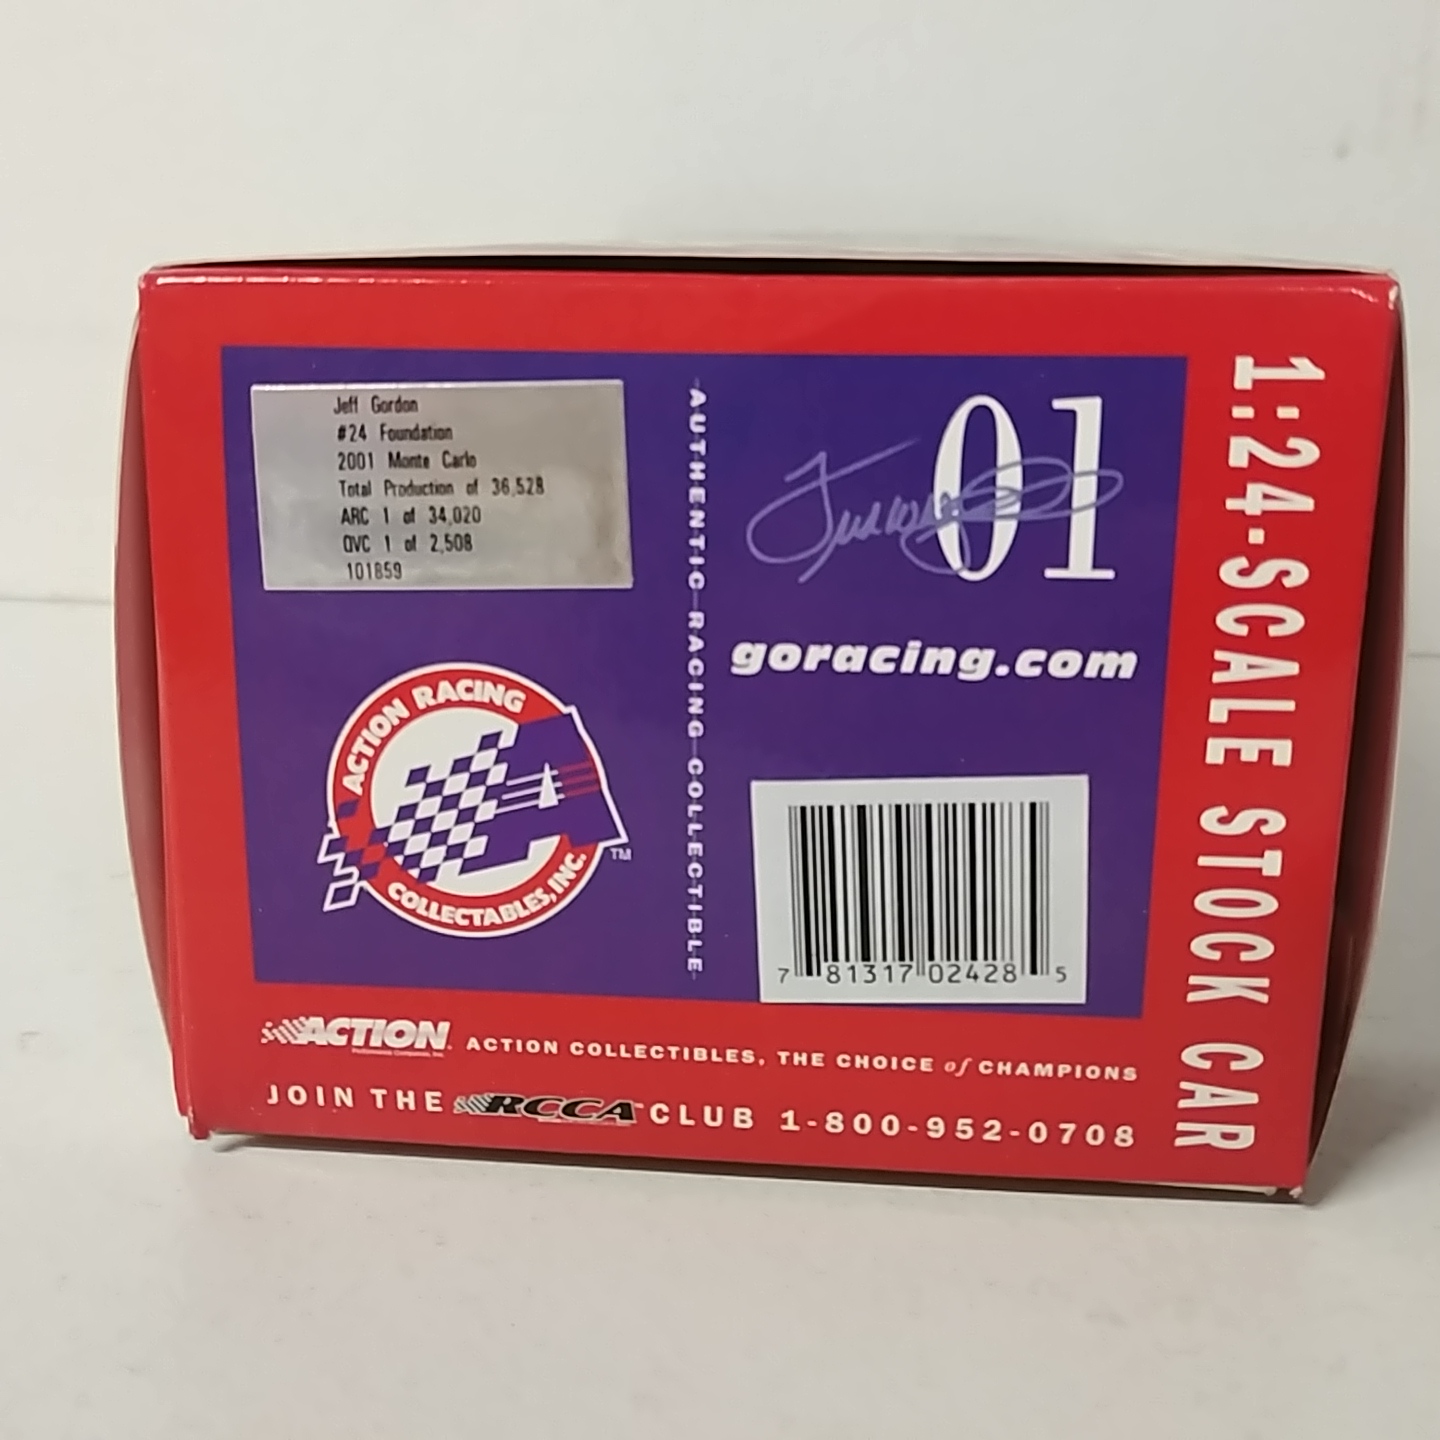 Jeff Gordon
#24 Foundation
2001 Monte Carlo
Total Production of 36,528
ARC 1 of 34,020
QVC 1 of 2,508
101859
ACTION RACING
COLLECTABLES, INC.
TM
AUTHENTIC RACING COLLECTIBLE
01
goracing.com
7 81317 02428 5
1:24-SCALE STOCK CAR
ACTION ACTION COLLECTIBLES, THE CHOICE of CHAMPIONS
JOIN THE RCCA CLUB 1-800-952-0708